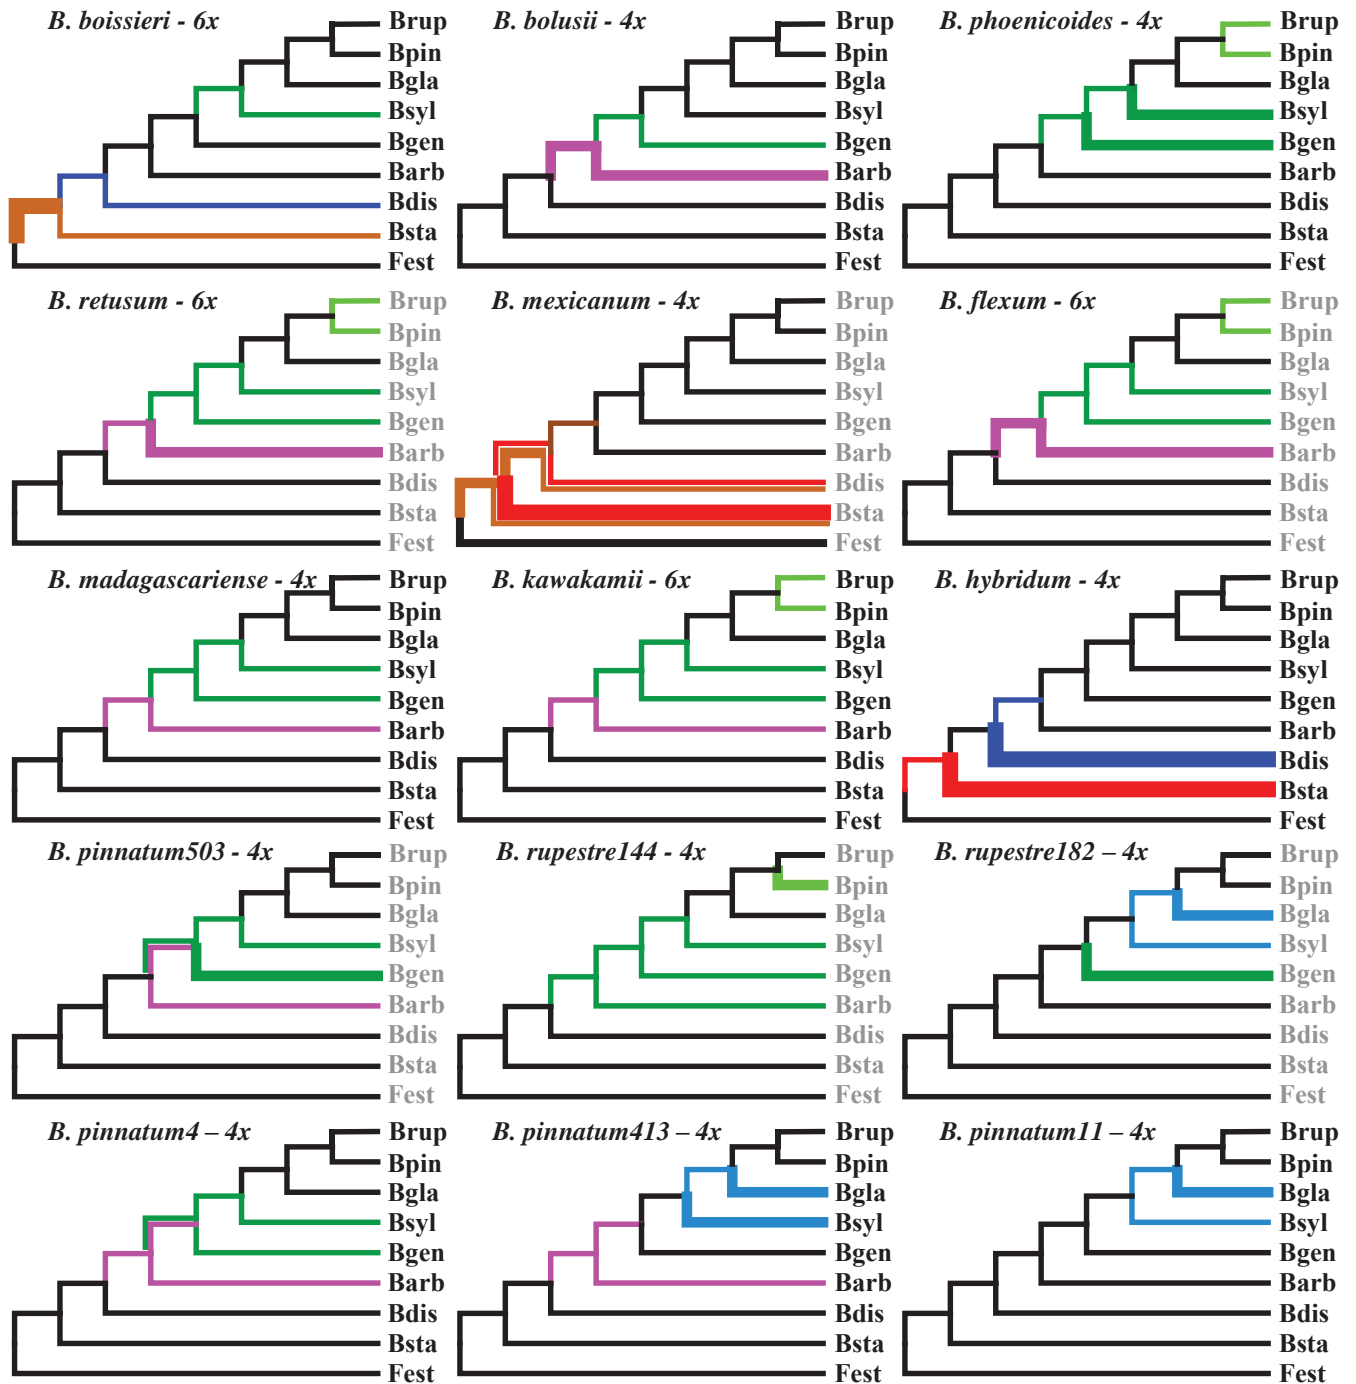 B. boissieri - 6x
Brup
Bpin
Bgla
Bsyl
Bgen
Barb
Bdis
Bsta
Fest
B. bolusii - 4x
Brup
Bpin
Bgla
Bsyl
Bgen
Barb
Bdis
Bsta
Fest
B. phoenicoides - 4x
Brup
Bpin
Bgla
Bsyl
Bgen
Barb
Bdis
Bsta
Fest
B. retusum - 6x
Brup
Bpin
Bgla
Bsyl
Bgen
Barb
Bdis
Bsta
Fest
B. mexicanum - 4x
Brup
Bpin
Bgla
Bsyl
Bgen
Barb
Bdis
Bsta
Fest
B. flexum - 6x
Brup
Bpin
Bgla
Bsyl
Bgen
Barb
Bdis
Bsta
Fest
B. madagascariense - 4x
Brup
Bpin
Bgla
Bsyl
Bgen
Barb
Bdis
Bsta
Fest
B. kawakamii - 6x
Brup
Bpin
Bgla
Bsyl
Bgen
Barb
Bdis
Bsta
Fest
B. hybridum - 4x
Brup
Bpin
Bgla
Bsyl
Bgen
Barb
Bdis
Bsta
Fest
B. pinnatum503 - 4x
Brup
Bpin
Bgla
Bsyl
Bgen
Barb
Bdis
Bsta
Fest
B. rupestre144 - 4x
Brup
Bpin
Bgla
Bsyl
Bgen
Barb
Bdis
Bsta
Fest
B. rupestre182 – 4x
Brup
Bpin
Bgla
Bsyl
Bgen
Barb
Bdis
Bsta
Fest
B. pinnatum4 – 4x
Brup
Bpin
Bgla
Bsyl
Bgen
Barb
Bdis
Bsta
Fest
B. pinnatum413 – 4x
Brup
Bpin
Bgla
Bsyl
Bgen
Barb
Bdis
Bsta
Fest
B. pinnatum11 – 4x
Brup
Bpin
Bgla
Bsyl
Bgen
Barb
Bdis
Bsta
Fest